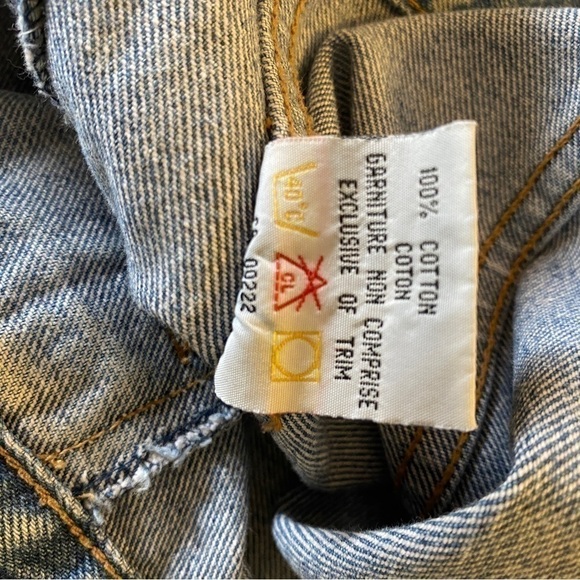 100% COTTON
COTON
GARNITURE NON COMPRISE
EXCLUSIVE OF TRIM
40°C
CL
00222